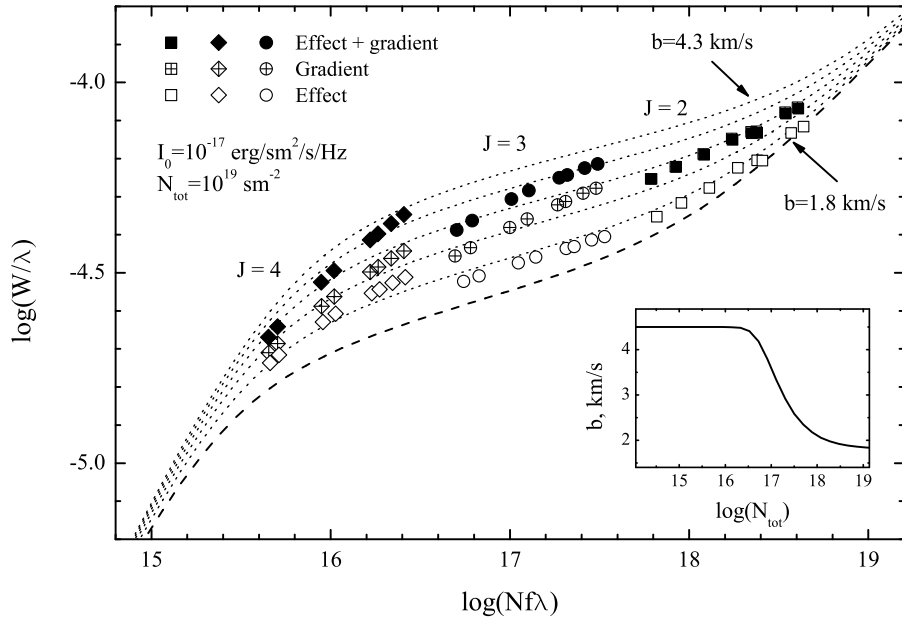 Effect + gradient
Gradient
Effect
I₀=10⁻¹⁷ erg/sm²/s/Hz
N_tot=10¹⁹ sm⁻²
b=4.3 km/s
J = 2
J = 3
J = 4
b=1.8 km/s
-4.0
-4.5
-5.0
log(W/λ)
15 16 17 18 19
log(Nfλ)
4
3
2
b, km/s
15 16 17 18 19
log(N_tot)